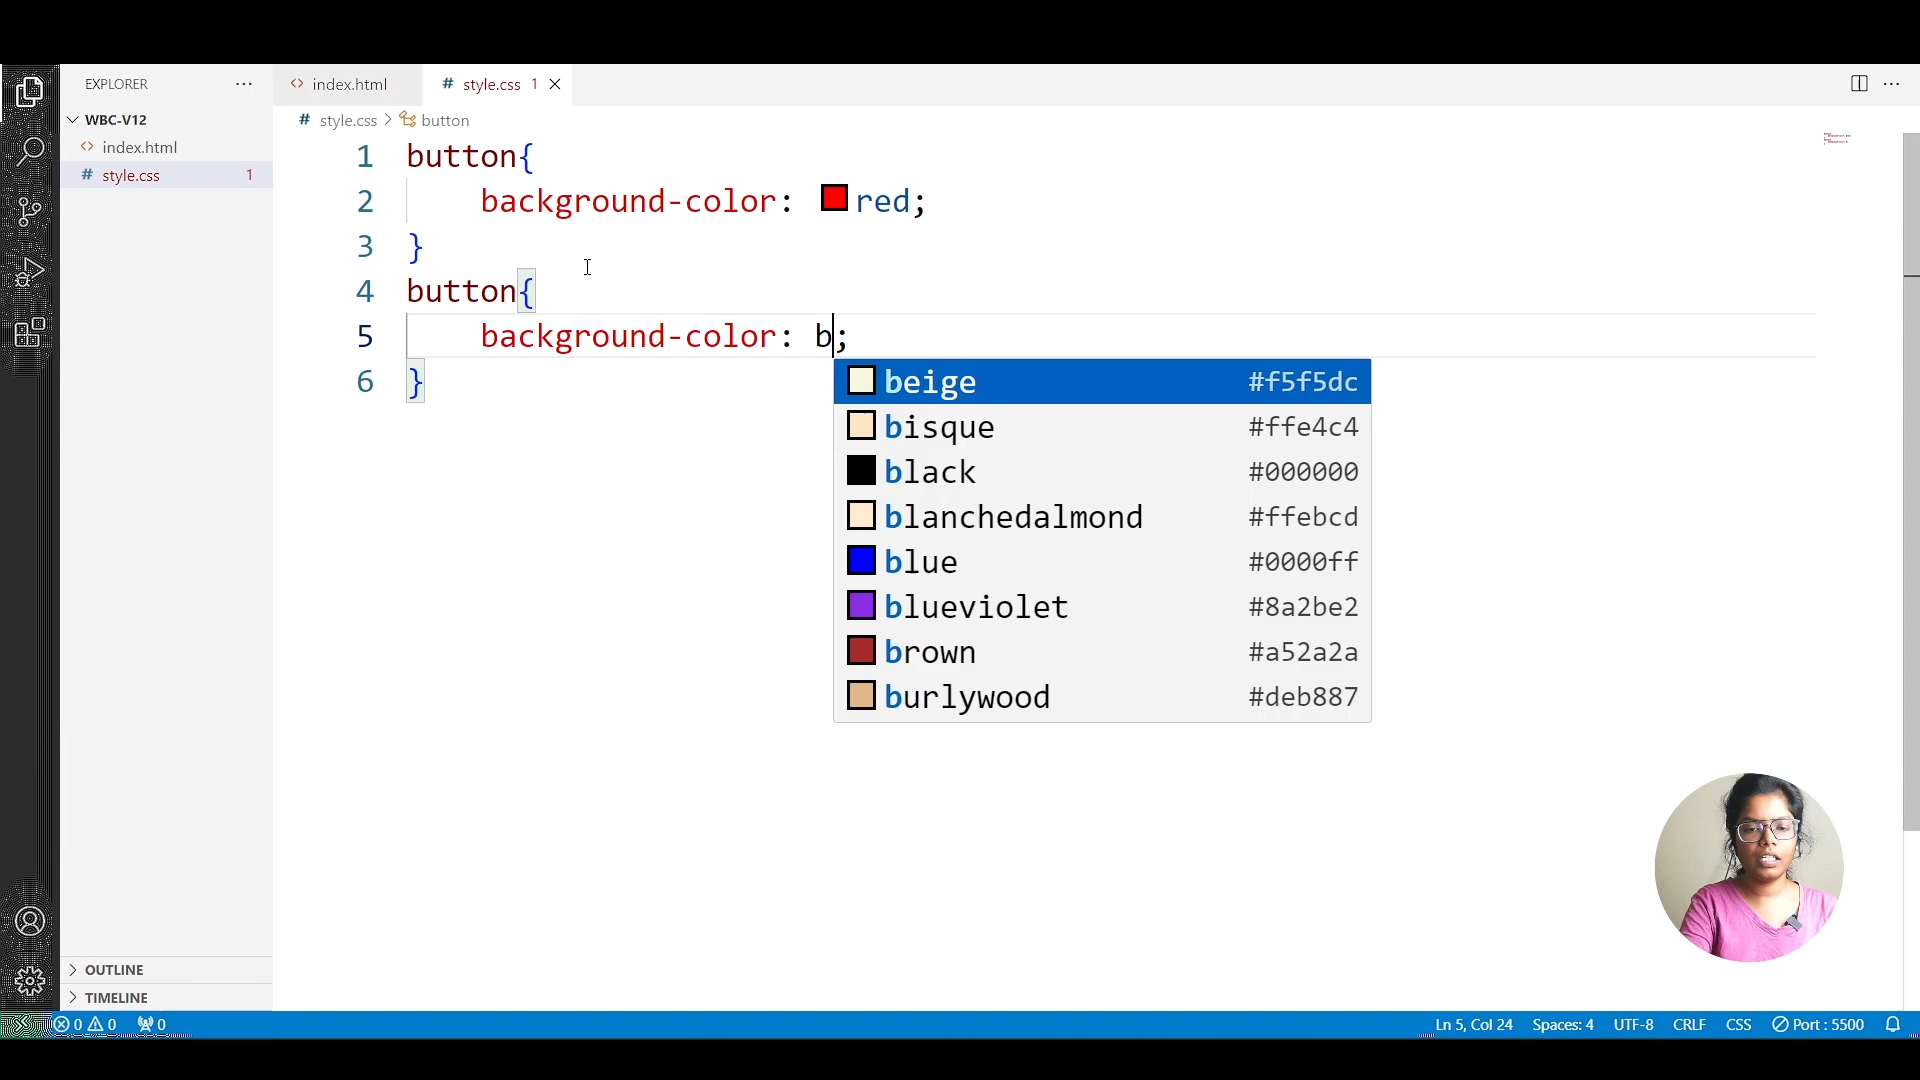 EXPLORER
WBC-V12
index.html
style.css 1
OUTLINE
TIMELINE
index.html
style.css 1
style.css > button
1 button{
2 background-color: red;
3 }
4 button{
5 background-color: b;
6 }
beige #f5f5dc
bisque #ffe4c4
black #000000
blanchedalmond #ffebcd
blue #0000ff
blueviolet #8a2be2
brown #a52a2a
burlywood #deb887
0 0 0
Ln 5, Col 24 Spaces: 4 UTF-8 CRLF CSS Port : 5500